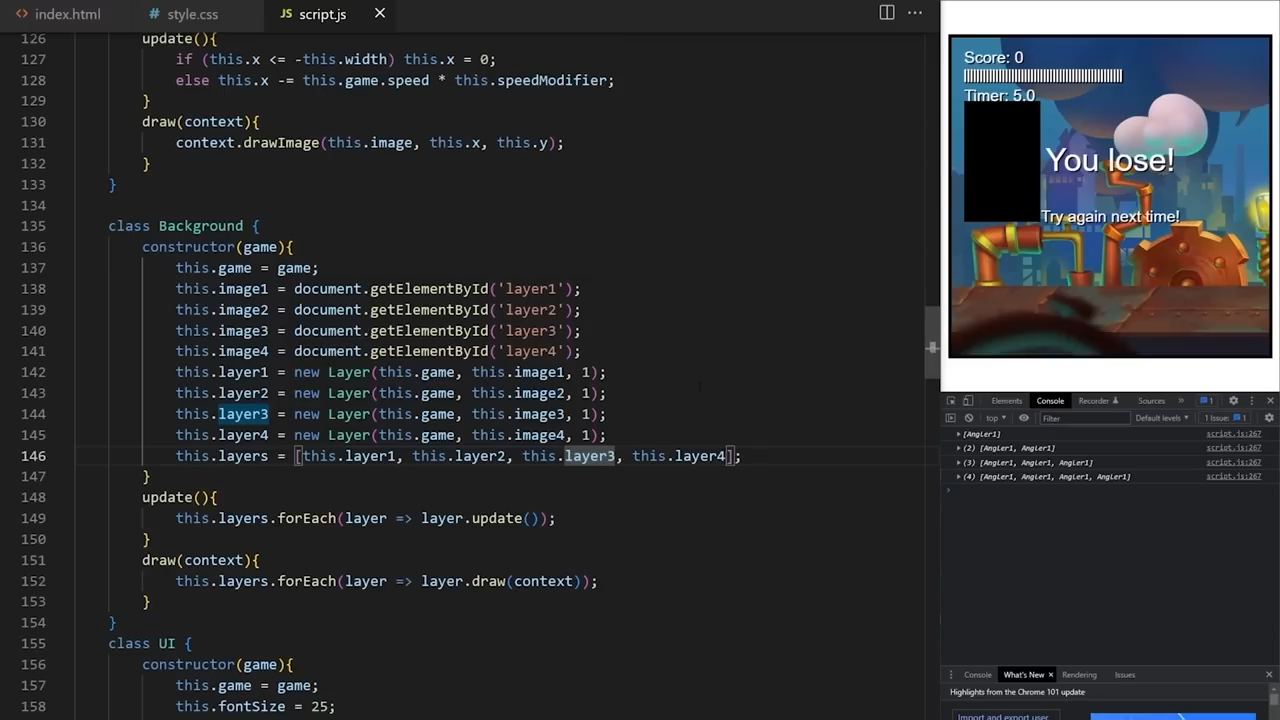 index.html
style.css
JS script.js
126 update(){
127 if (this.x < -this.width) this.x = 0;
128 else this.x -= this.game.speed * this.speedModifier;
129 }
130 draw(context){
131 context.drawImage(this.image, this.x, this.y);
132 }
133 }
134
135 class Background {
136 constructor(game){
137 this.game = game;
138 this.image1 = document.getElementById('layer1');
139 this.image2 = document.getElementById('layer2');
140 this.image3 = document.getElementById('layer3');
141 this.image4 = document.getElementById('layer4');
142 this.layer1 = new Layer(this.game, this.image1, 1);
143 this.layer2 = new Layer(this.game, this.image2, 1);
144 this.layer3 = new Layer(this.game, this.image3, 1);
145 this.layer4 = new Layer(this.game, this.image4, 1);
146 this.layers = [this.layer1, this.layer2, this.layer3, this.layer4];
147 }
148 update(){
149 this.layers.forEach(layer => layer.update());
150 }
151 draw(context){
152 this.layers.forEach(layer => layer.draw(context));
153 }
154 }
155 class UI {
156 constructor(game){
157 this.game = game;
158 this.fontSize = 25;
Score: 0
Timer: 5.0
You lose!
Try again next time!
Elements Console Recorder Sources » 1
top Filter Default levels 1 Issue: 1
[Angler1] script.js:267
(2) [Angler1, Angler1] script.js:267
(3) [Angler1, Angler1, Angler1] script.js:267
(4) [Angler1, Angler1, Angler1, Angler1] script.js:267
Console What's New Rendering Issues
Highlights from the Chrome 101 update
Import and export user